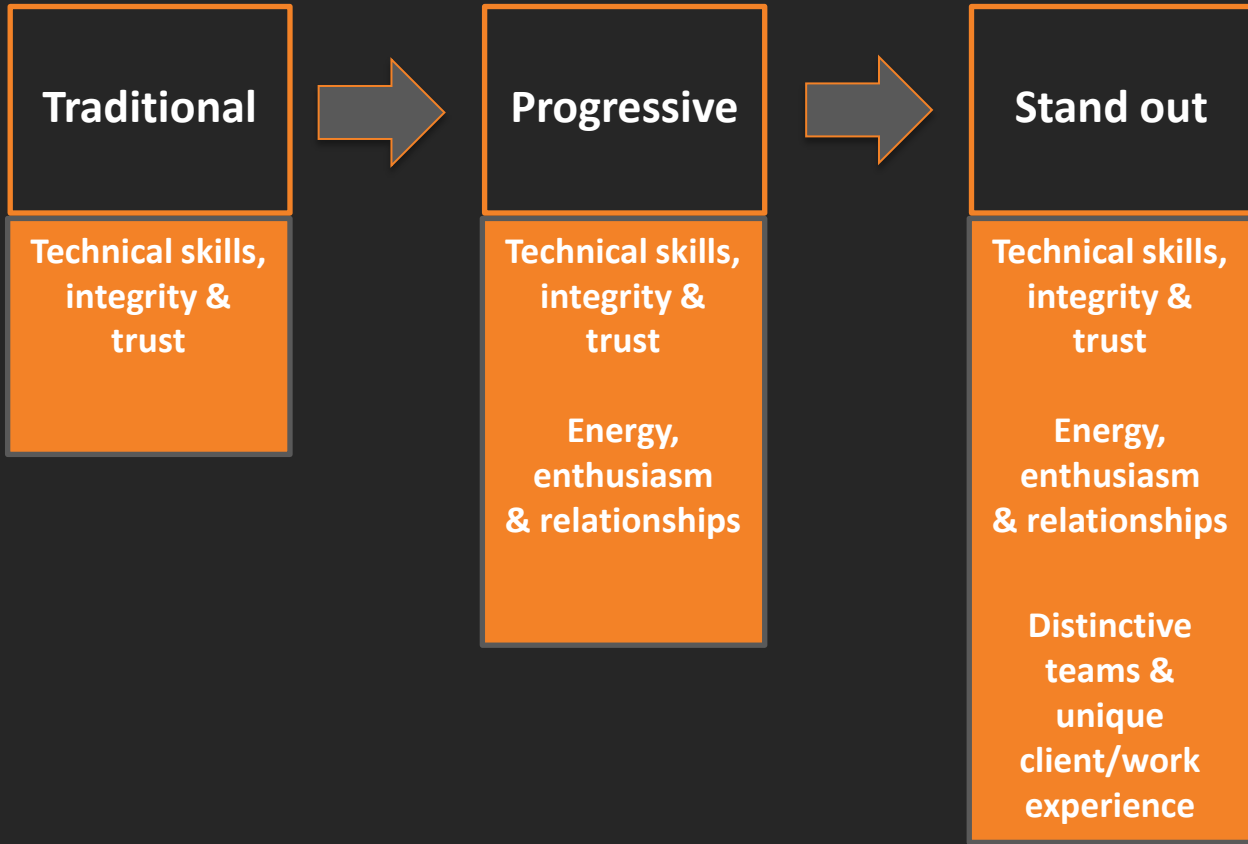 Traditional
Technical skills,
integrity &
trust
Progressive
Technical skills,
integrity &
trust
Energy,
enthusiasm
& relationships
Stand out
Technical skills,
integrity &
trust
Energy,
enthusiasm
& relationships
Distinctive
teams &
unique
client/work
experience